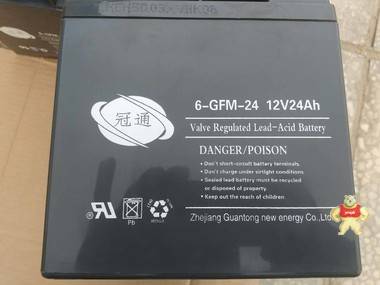 冠通
6-GFM-24 12V24Ah
Valve Regulated Lead-Acid Battery
DANGER/POISON
• Don's short-circuit battery terminals.
• Don't charge under airtight conditions
• Sealed lead battery must be recycled
or disposed of property.
• Keep out the reach of children.
Pb
Zhejiang Guantong new energy Co.,Ltd